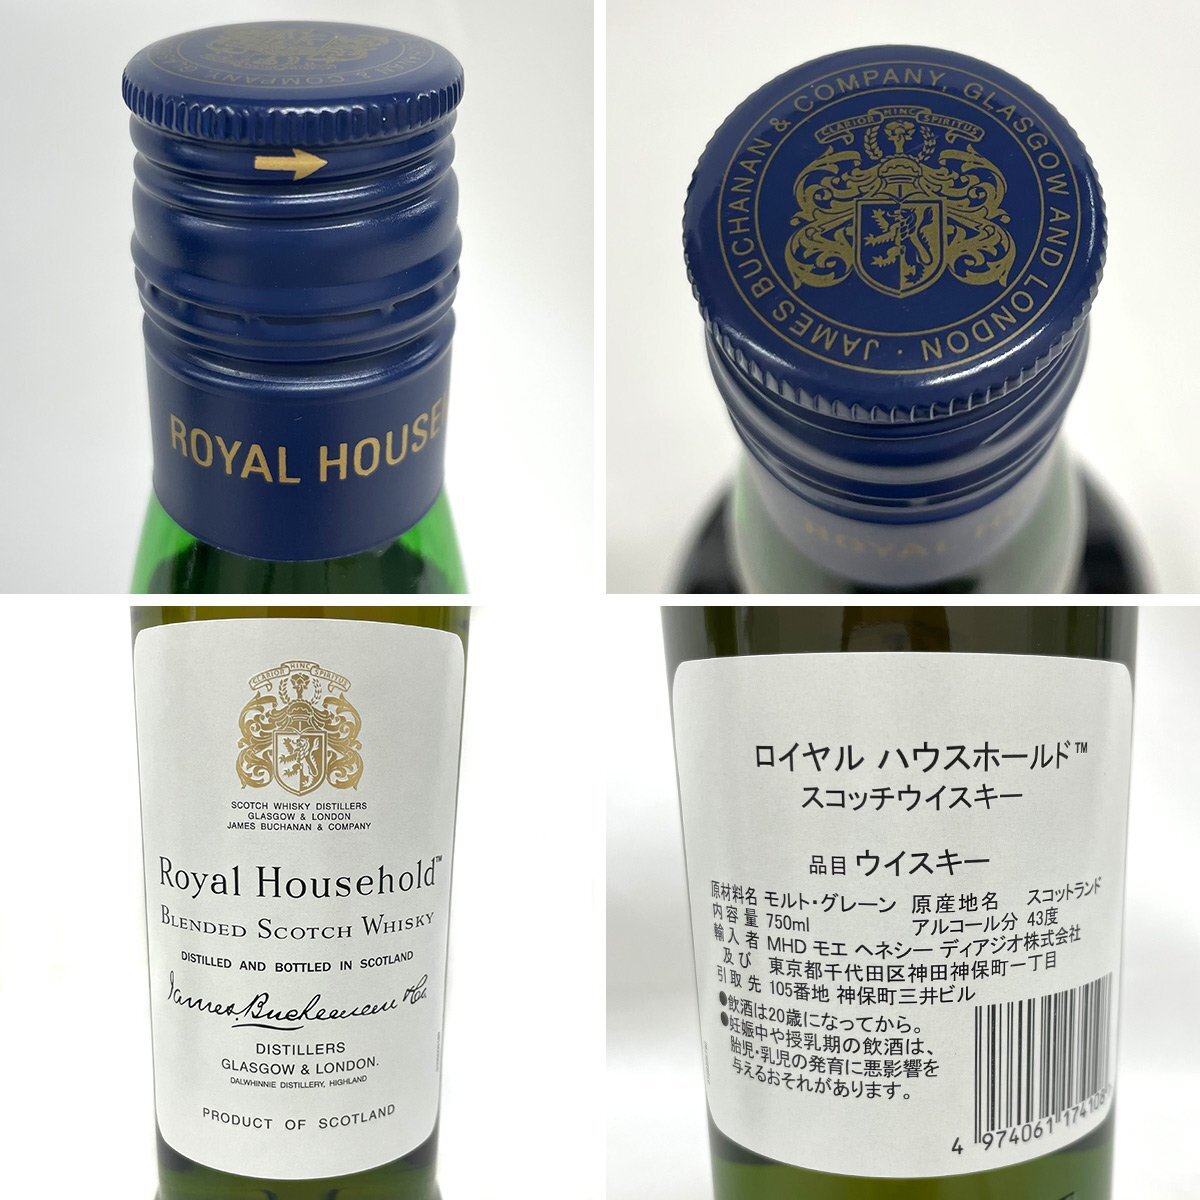 & COMPANY,
ROYAL HOUSE
JAMES BUCHANAN & COMPANY, GLASGOW AND LONDON ·
CLARIOR HINC SPIRITUS
ROYAL
CLARIOR HINC SPIRITUS
SCOTCH WHISKY DISTILLERS
GLASGOW & LONDON
JAMES BUCHANAN & COMPANY
Royal Household™
BLENDED SCOTCH WHISKY
DISTILLED AND BOTTLED IN SCOTLAND
James Buchanan & Co.
DISTILLERS
GLASGOW & LONDON.
DALWHINNIE DISTILLERY, HIGHLAND
PRODUCT OF SCOTLAND
ロイヤル ハウスホールド™
スコッチウイスキー
品目 ウイスキー
原材料名 モルト・グレーン 原産地名 スコットランド
内容量 750ml アルコール分 43度
輸入者 MHD モエ ヘネシー ディアジオ株式会社
及び 東京都千代田区神田神保町一丁目
引取先 105番地 神保町三井ビル
●飲酒は20歳になってから。
●妊娠中や授乳期の飲酒は、
胎児・乳児の発育に悪影響を
与えるおそれがあります。
4 974061 174108